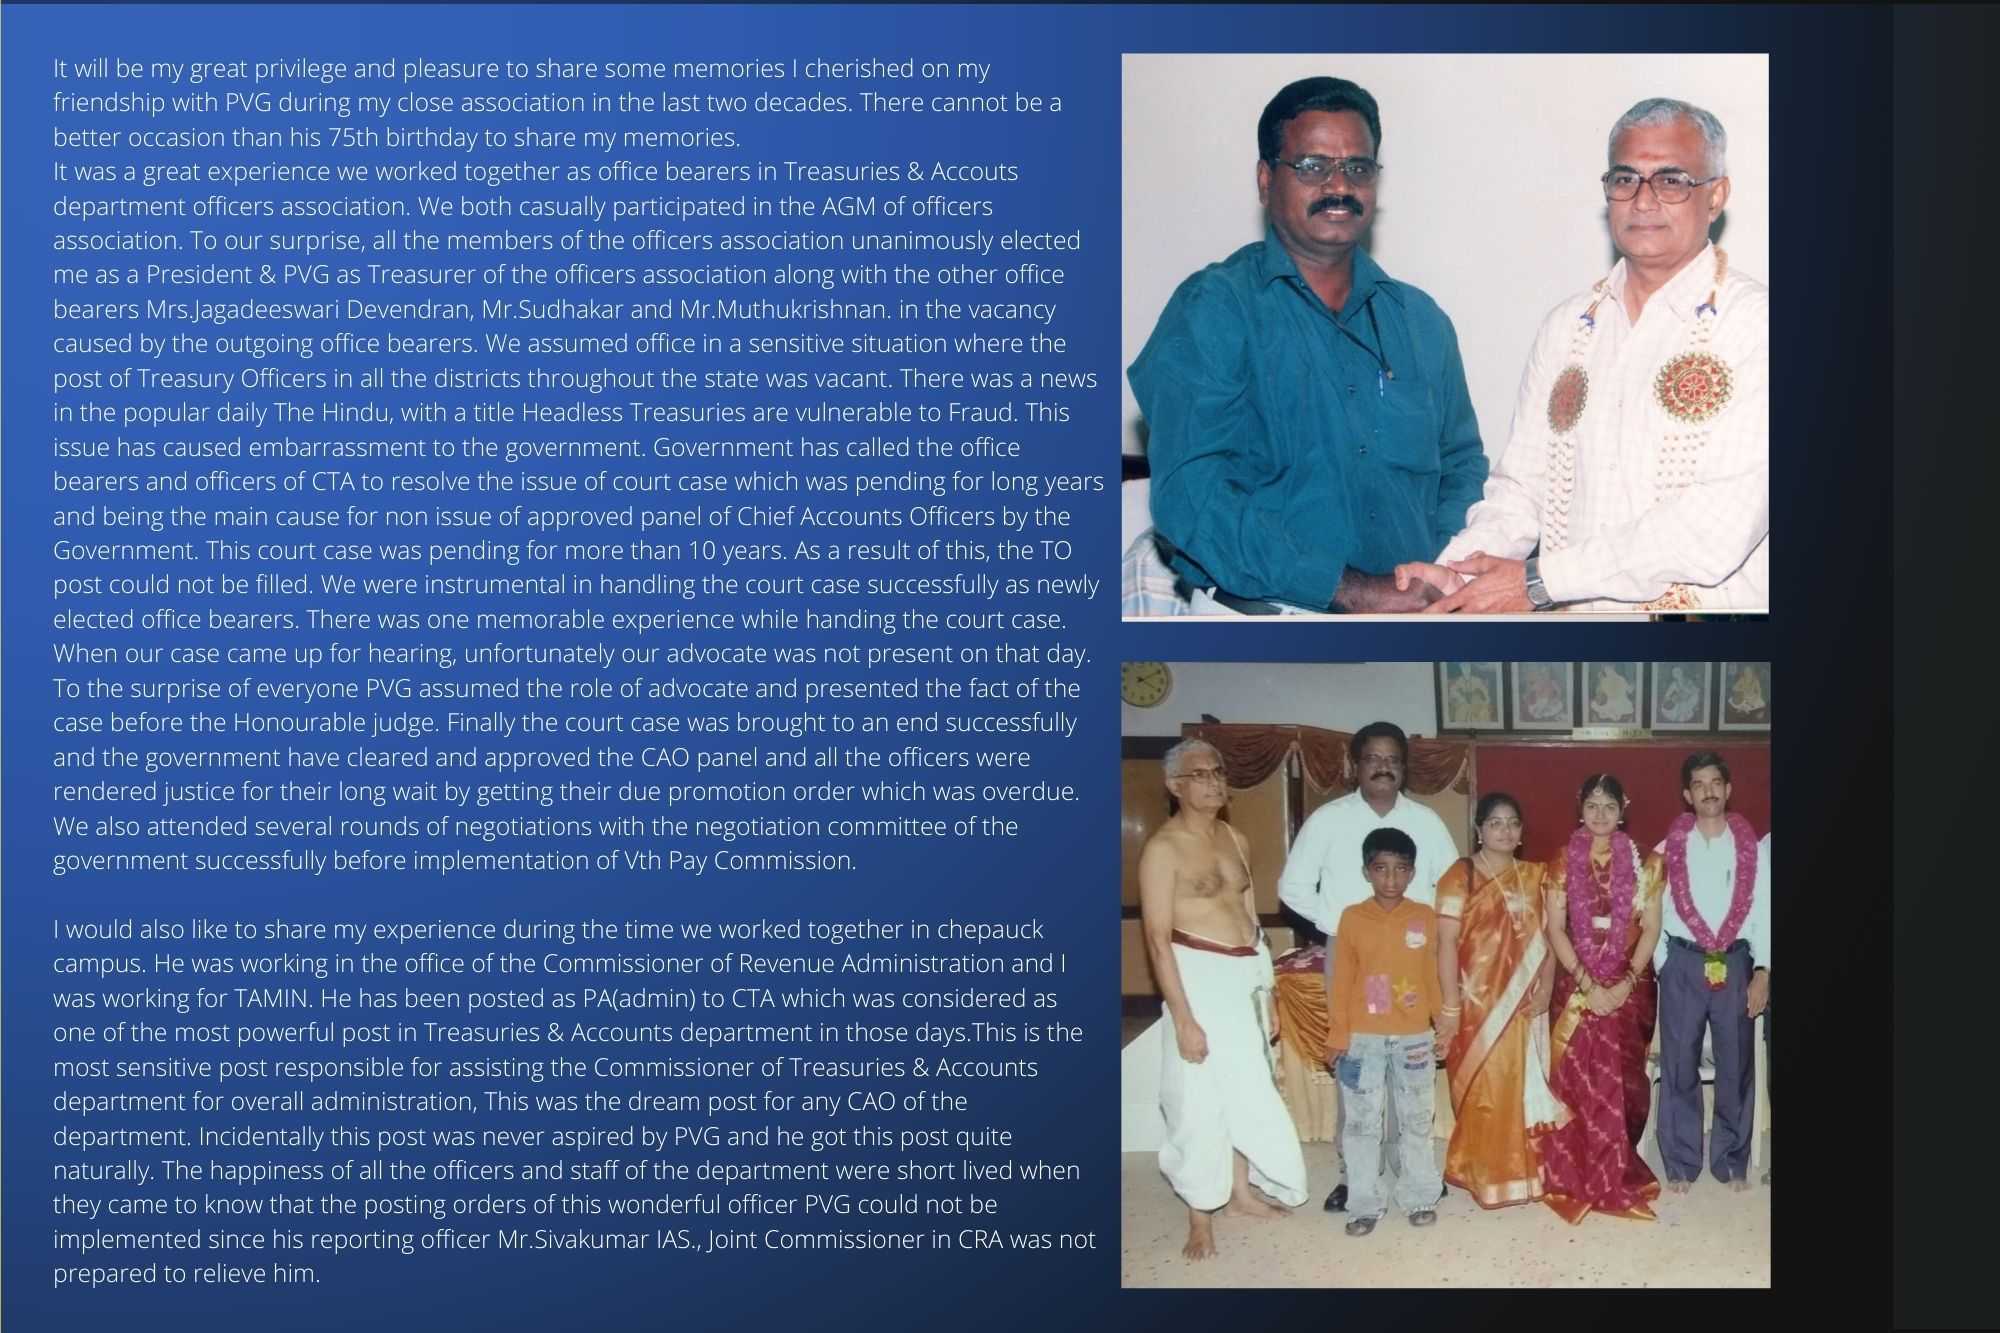 It will be my great privilege and pleasure to share some memories I cherished on my
friendship with PVG during my close association in the last two decades. There cannot be a
better occasion than his 75th birthday to share my memories.
It was a great experience we worked together as office bearers in Treasuries & Accouts
department officers association. We both casually participated in the AGM of officers
association. To our surprise, all the members of the officers association unanimously elected
me as a President & PVG as Treasurer of the officers association along with the other office
bearers Mrs.Jagadeeswari Devendran, Mr.Sudhakar and Mr.Muthukrishnan. in the vacancy
caused by the outgoing office bearers. We assumed office in a sensitive situation where the
post of Treasury Officers in all the districts throughout the state was vacant. There was a news
in the popular daily The Hindu, with a title Headless Treasuries are vulnerable to Fraud. This
issue has caused embarrassment to the government. Government has called the office
bearers and officers of CTA to resolve the issue of court case which was pending for long years
and being the main cause for non issue of approved panel of Chief Accounts Officers by the
Government. This court case was pending for more than 10 years. As a result of this, the TO
post could not be filled. We were instrumental in handling the court case successfully as newly
elected office bearers. There was one memorable experience while handing the court case.
When our case came up for hearing, unfortunately our advocate was not present on that day.
To the surprise of everyone PVG assumed the role of advocate and presented the fact of the
case before the Honourable judge. Finally the court case was brought to an end successfully
and the government have cleared and approved the CAO panel and all the officers were
rendered justice for their long wait by getting their due promotion order which was overdue.
We also attended several rounds of negotiations with the negotiation committee of the
government successfully before implementation of Vth Pay Commission.
I would also like to share my experience during the time we worked together in chepauck
campus. He was working in the office of the Commissioner of Revenue Administration and I
was working for TAMIN. He has been posted as PA(admin) to CTA which was considered as
one of the most powerful post in Treasuries & Accounts department in those days.This is the
most sensitive post responsible for assisting the Commissioner of Treasuries & Accounts
department for overall administration, This was the dream post for any CAO of the
department. Incidentally this post was never aspired by PVG and he got this post quite
naturally. The happiness of all the officers and staff of the department were short lived when
they came to know that the posting orders of this wonderful officer PVG could not be
implemented since his reporting officer Mr.Sivakumar IAS., Joint Commissioner in CRA was not
prepared to relieve him.